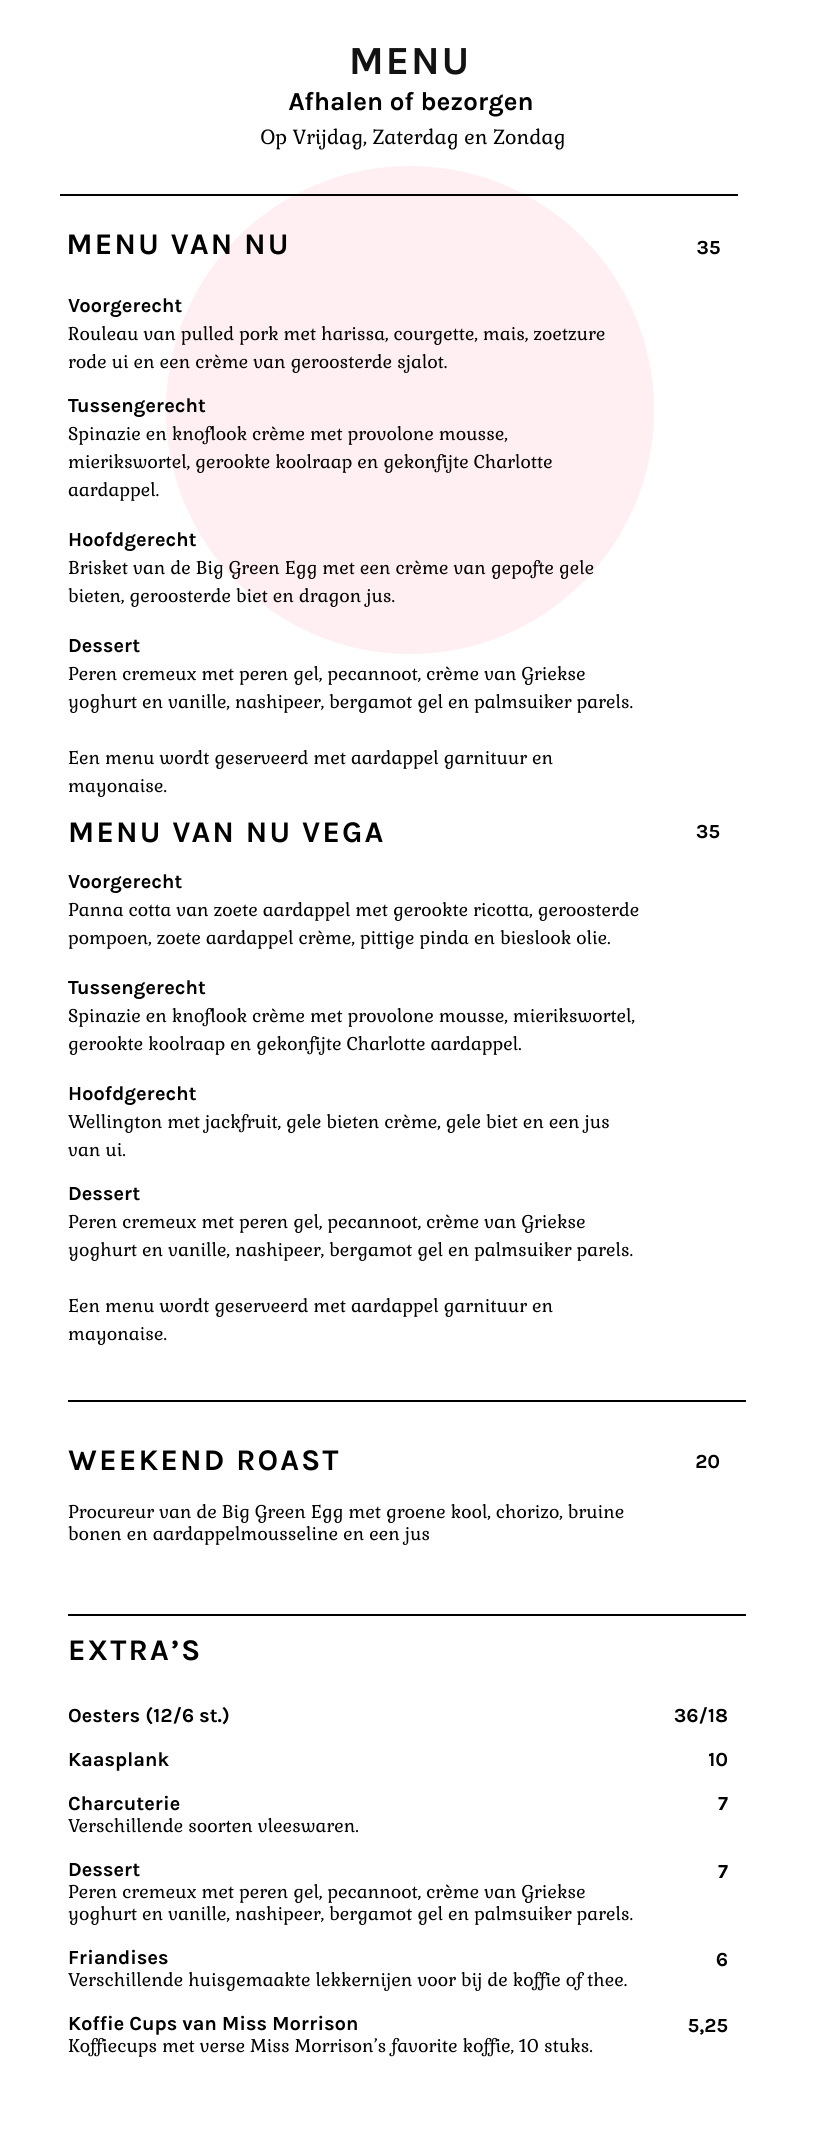 MENU
Afhalen of bezorgen
Op Vrijdag, Zaterdag en Zondag
MENU VAN NU 35
Voorgerecht
Rouleau van pulled pork met harissa, courgette, mais, zoetzure
rode ui en een crème van geroosterde sjalot.
Tussengerecht
Spinazie en knoflook crème met provolone mousse,
mierikswortel, gerookte koolraap en gekonfijte Charlotte
aardappel.
Hoofdgerecht
Brisket van de Big Green Egg met een crème van gepofte gele
bieten, geroosterde biet en dragon jus.
Dessert
Peren cremeux met peren gel, pecannoot, crème van Griekse
yoghurt en vanille, nashipeer, bergamot gel en palmsuiker parels.
Een menu wordt geserveerd met aardappel garnituur en
mayonaise.
MENU VAN NU VEGA 35
Voorgerecht
Panna cotta van zoete aardappel met gerookte ricotta, geroosterde
pompoen, zoete aardappel crème, pittige pinda en bieslook olie.
Tussengerecht
Spinazie en knoflook crème met provolone mousse, mierikswortel,
gerookte koolraap en gekonfijte Charlotte aardappel.
Hoofdgerecht
Wellington met jackfruit, gele bieten crème, gele biet en een jus
van ui.
Dessert
Peren cremeux met peren gel, pecannoot, crème van Griekse
yoghurt en vanille, nashipeer, bergamot gel en palmsuiker parels.
Een menu wordt geserveerd met aardappel garnituur en
mayonaise.
WEEKEND ROAST 20
Procureur van de Big Green Egg met groene kool, chorizo, bruine
bonen en aardappelmousseline en een jus
EXTRA’S
Oesters (12/6 st.) 36/18
Kaasplank 10
Charcuterie 7
Verschillende soorten vleeswaren.
Dessert 7
Peren cremeux met peren gel, pecannoot, crème van Griekse
yoghurt en vanille, nashipeer, bergamot gel en palmsuiker parels.
Friandises 6
Verschillende huisgemaakte lekkernijen voor bij de koffie of thee.
Koffie Cups van Miss Morrison 5,25
Koffiecups met verse Miss Morrison’s favorite koffie, 10 stuks.